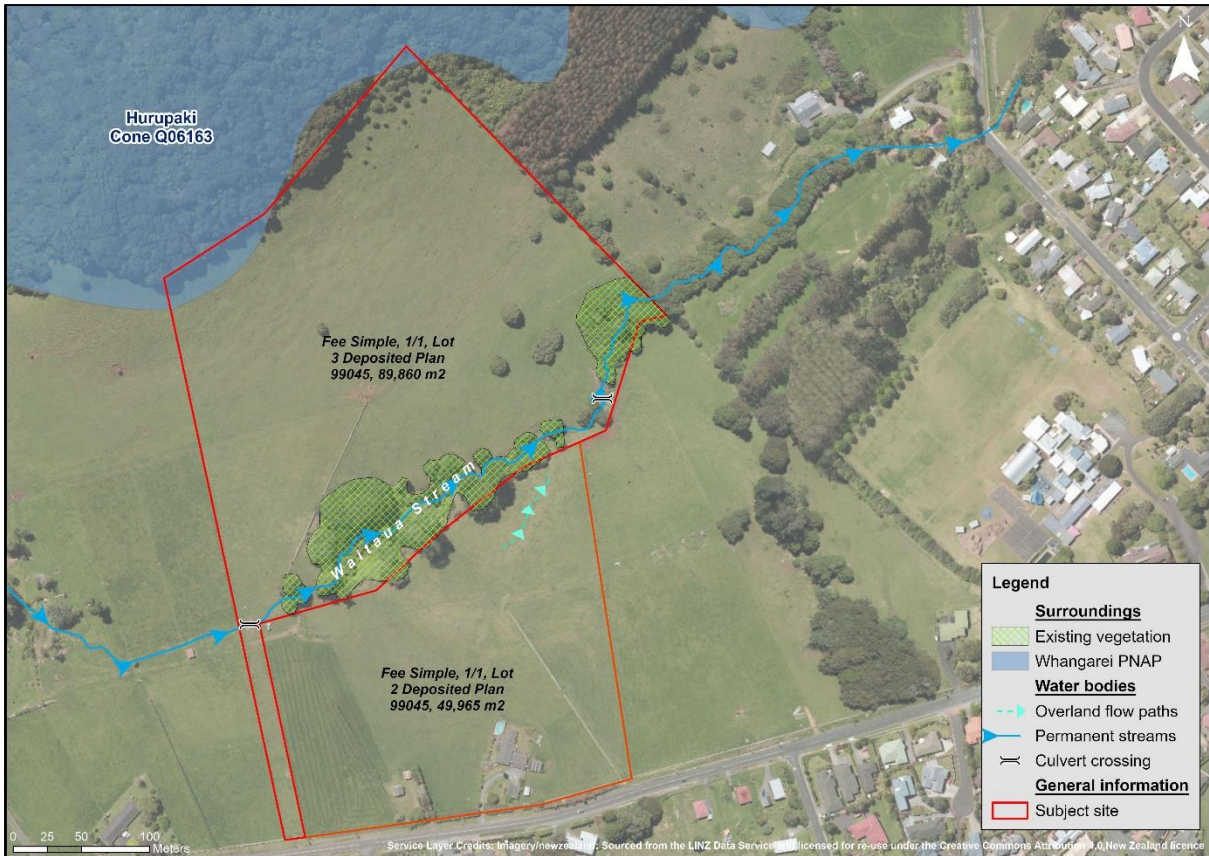 N
Hurupaki
Cone Q06163
Fee Simple, 1/1, Lot
3 Deposited Plan
99045, 89,860 m2
Waitaua Stream
Fee Simple, 1/1, Lot
2 Deposited Plan
99045, 49,965 m2
Legend
Surroundings
Existing vegetation
Whangarei PNAP
Water bodies
Overland flow paths
Permanent streams
Culvert crossing
General information
Subject site
0 25 50 100
Meters
Service Layer Credits: Imagery/newzealand: Sourced from the LINZ Data Service and licensed for re-use under the Creative Commons Attribution 4.0 New Zealand licence